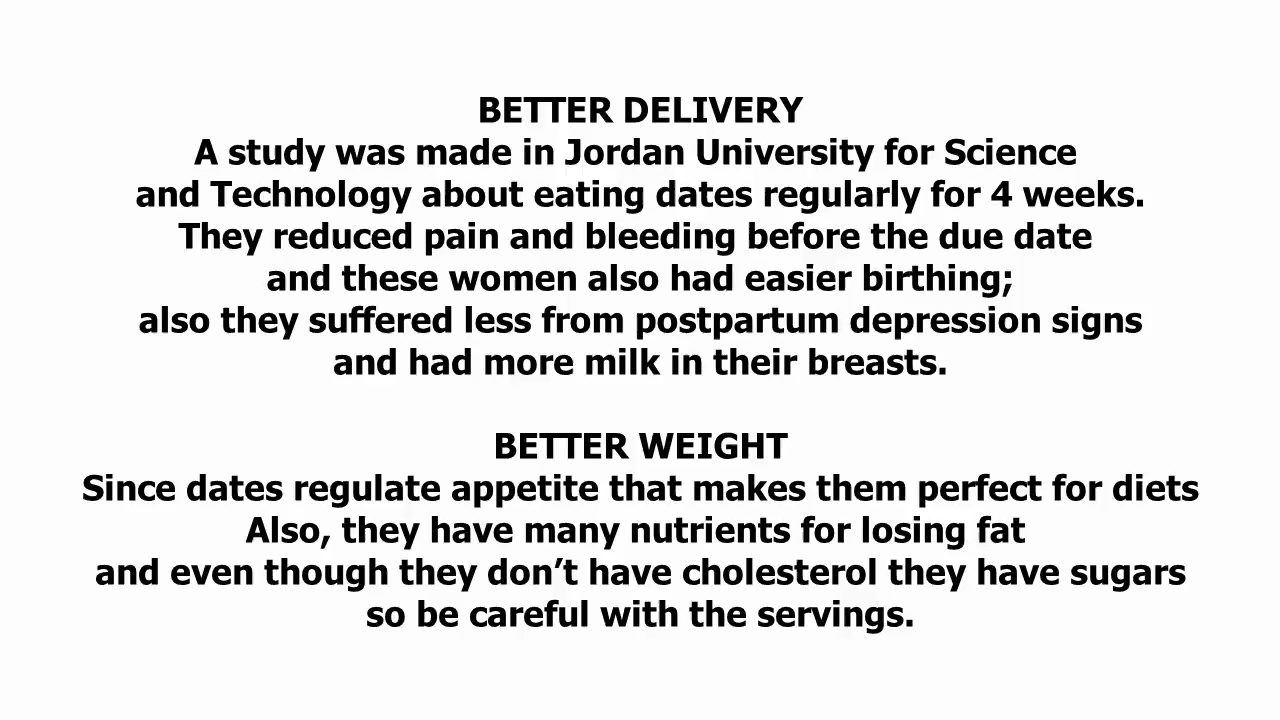 BETTER DELIVERY
A study was made in Jordan University for Science
and Technology about eating dates regularly for 4 weeks.
They reduced pain and bleeding before the due date
and these women also had easier birthing;
also they suffered less from postpartum depression signs
and had more milk in their breasts.
BETTER WEIGHT
Since dates regulate appetite that makes them perfect for diets
Also, they have many nutrients for losing fat
and even though they don’t have cholesterol they have sugars
so be careful with the servings.